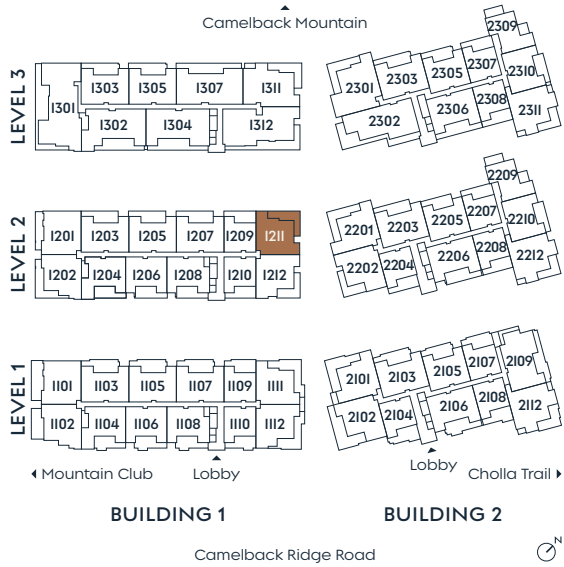 Camelback Mountain
LEVEL 3
1301 1303 1305 1307 1311
1302 1304 1312
2301 2303 2305 2307 2309 2310
2302 2306 2308 2311
LEVEL 2
1201 1203 1205 1207 1209 1211
1202 1204 1206 1208 1210 1212
2201 2203 2205 2207 2209 2210
2202 2204 2206 2208 2212
LEVEL 1
1101 1103 1105 1107 1109 1111
1102 1104 1106 1108 1110 1112
2101 2103 2105 2107 2109
2102 2104 2106 2108 2112
Mountain Club Lobby
Lobby Cholla Trail
BUILDING 1 BUILDING 2
Camelback Ridge Road
N